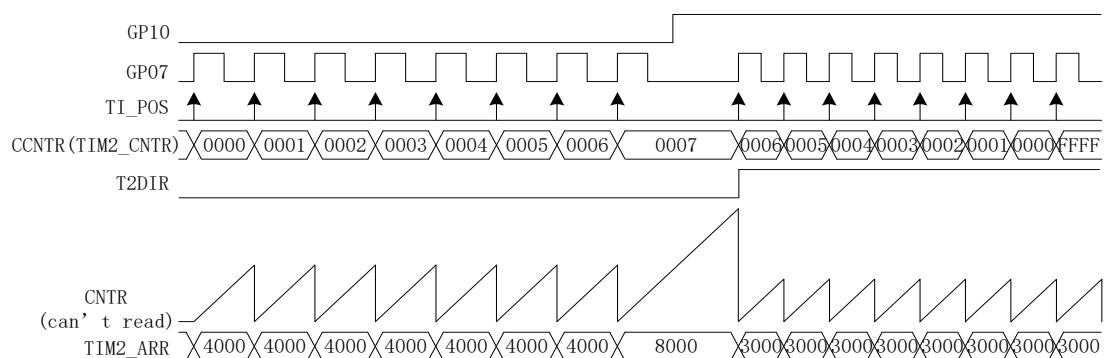 GP10
GP07
TI_POS
CCNTR(TIM2_CNTR) 0000 0001 0002 0003 0004 0005 0006 0007 0006 0005 0004 0003 0002 0001 0000 FFFF
T2DIR
CNTR
(can't read)
TIM2_ARR 4000 4000 4000 4000 4000 4000 4000 8000 3000 3000 3000 3000 3000 3000 3000 3000